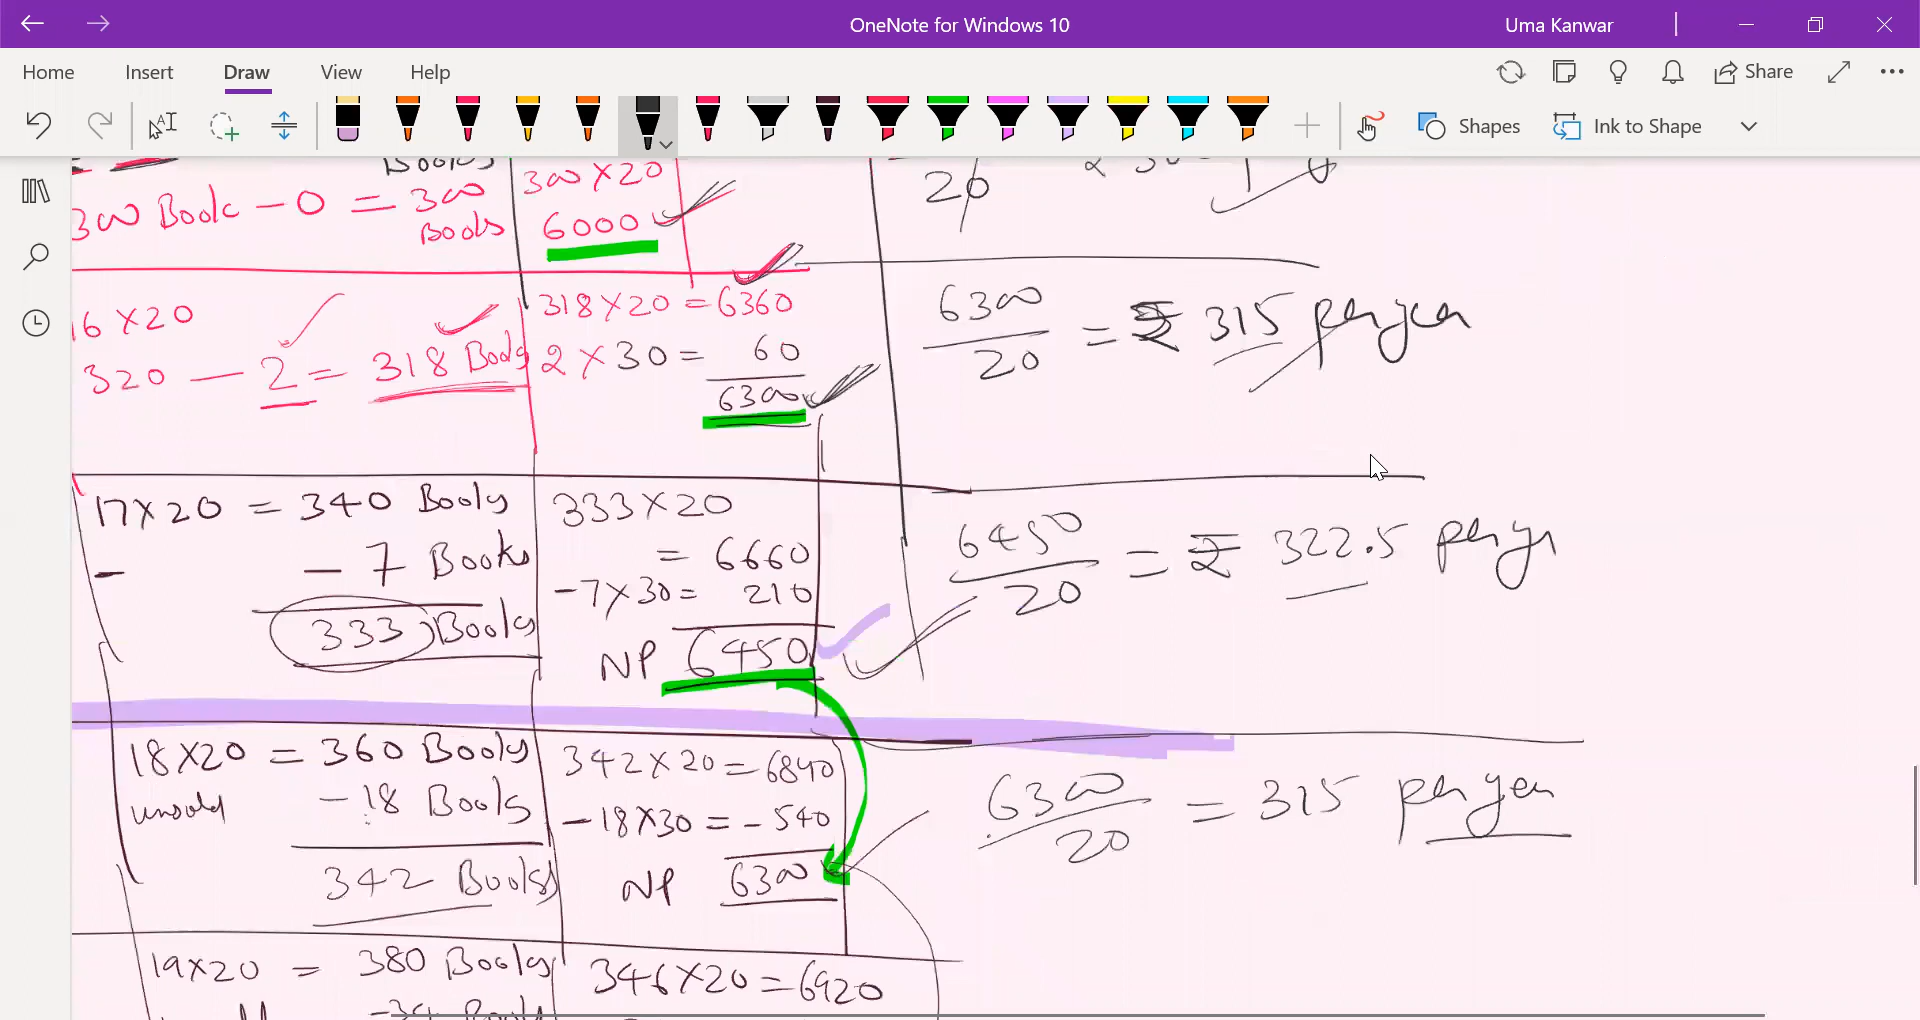 OneNote for Windows 10
Uma Kanwar
Home Insert Draw View Help
Share
Shapes Ink to Shape
Books 300 x 20
300 Book - 0 = 300
Books 6000
20
16 x 20
320 - 2 = 318 Books
318 x 20 = 6360
2 x 30 = 60
6300
6300
20 = ₹ 315 per year
17 x 20 = 340 Books
- 7 Books
333 Books
333 x 20
= 6660
-7 x 30 = 210
NP 6450
6450
20 = ₹ 322.5 per yr
18 x 20 = 360 Books
unsold - 18 Books
342 Books
342 x 20 = 6840
-18 x 30 = - 540
NP 6300
6300
20 = 315 per year
19 x 20 = 380 Books
346 x 20 = 6920